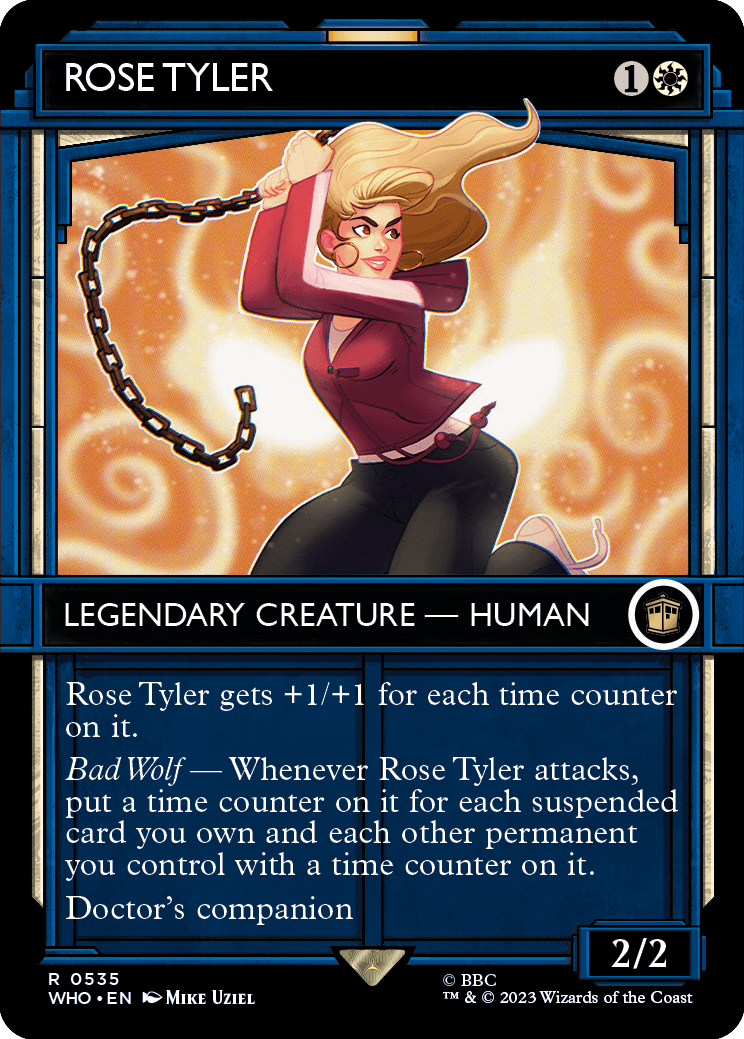 ROSE TYLER 1
LEGENDARY CREATURE — HUMAN
Rose Tyler gets +1/+1 for each time counter
on it.
Bad Wolf — Whenever Rose Tyler attacks,
put a time counter on it for each suspended
card you own and each other permanent
you control with a time counter on it.
Doctor's companion
2/2
R 0535
WHO • EN Mike Uziel
© BBC
™ & © 2023 Wizards of the Coast